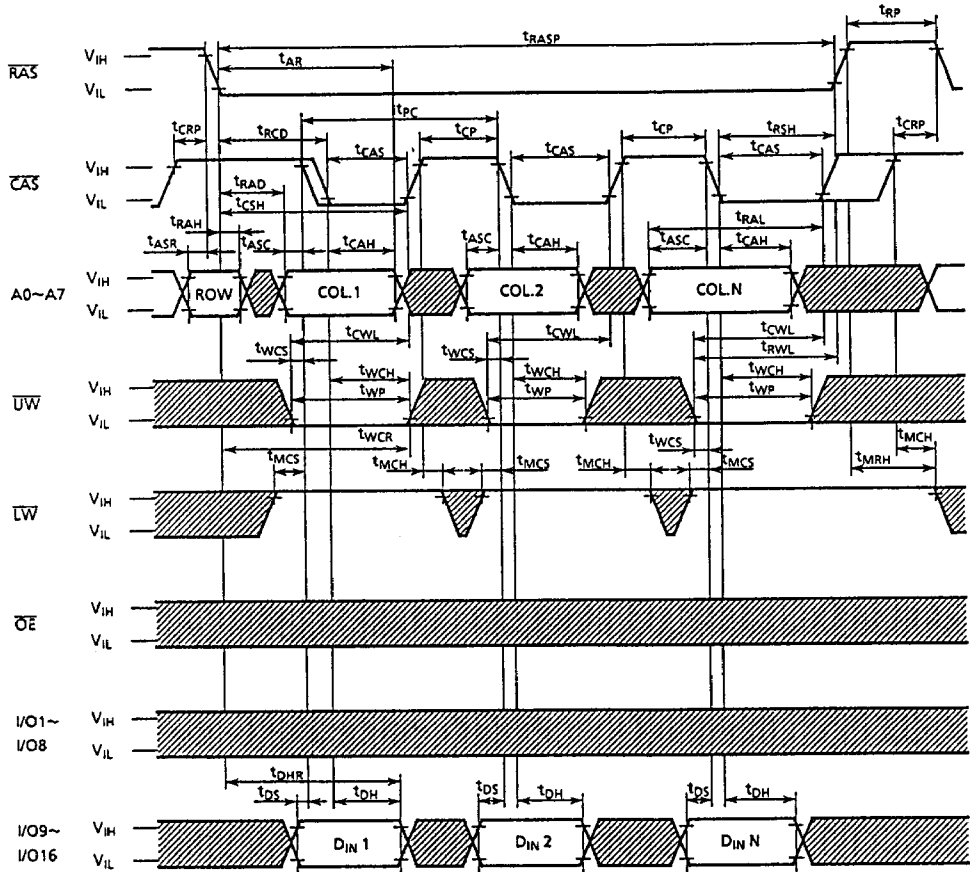 tRP
tRASP
RAS
VIH
VIL
tAR
tPC
tCRP
tRCD
tCP
tCP
tRSH
tCRP
CAS
VIH
VIL
tCAS
tCAS
tCAS
tRAD
tCSH
tRAH
tRAL
tASR
tASC
tCAH
tASC
tCAH
tASC
tCAH
A0~A7
VIH
VIL
ROW
COL.1
COL.2
COL.N
tCWL
tCWL
tCWL
tWCS
tWCS
tRWL
tWCH
tWCH
tWCH
UW
VIH
VIL
tWP
tWP
tWP
tWCR
tWCS
tMCH
tMCS
tMCH
tMCS
tMCH
tMCS
tMRH
LW
VIH
VIL
OE
VIH
VIL
I/O1~
I/O8
VIH
VIL
tDHR
tDS
tDH
tDS
tDH
tDS
tDH
I/O9~
I/O16
VIH
VIL
DIN 1
DIN 2
DIN N